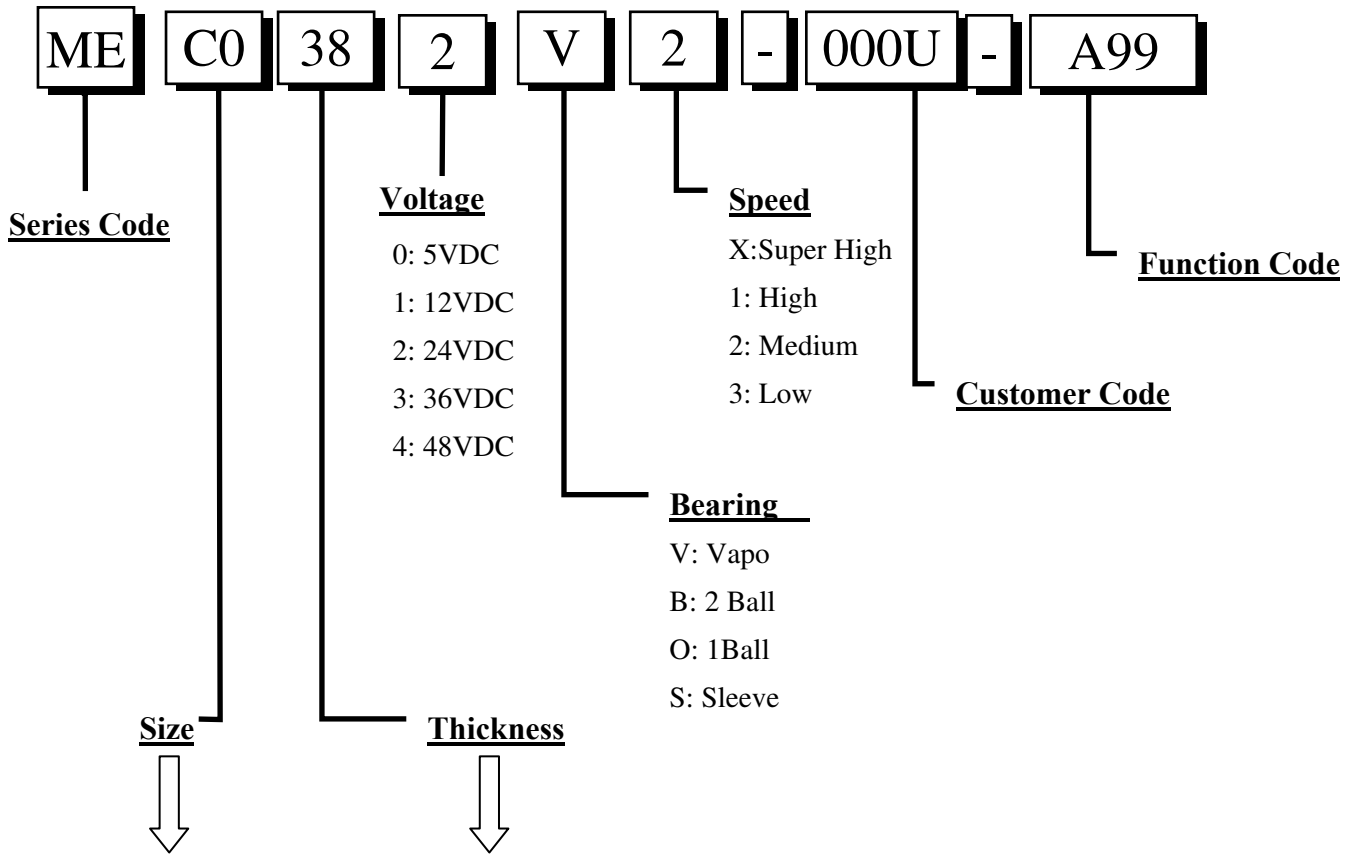 ME C0 38 2 V 2 - 000U - A99
Series Code
Voltage
0: 5VDC
1: 12VDC
2: 24VDC
3: 36VDC
4: 48VDC
Speed
X:Super High
1: High
2: Medium
3: Low
Function Code
Customer Code
Bearing
V: Vapo
B: 2 Ball
O: 1Ball
S: Sleeve
Size
Thickness